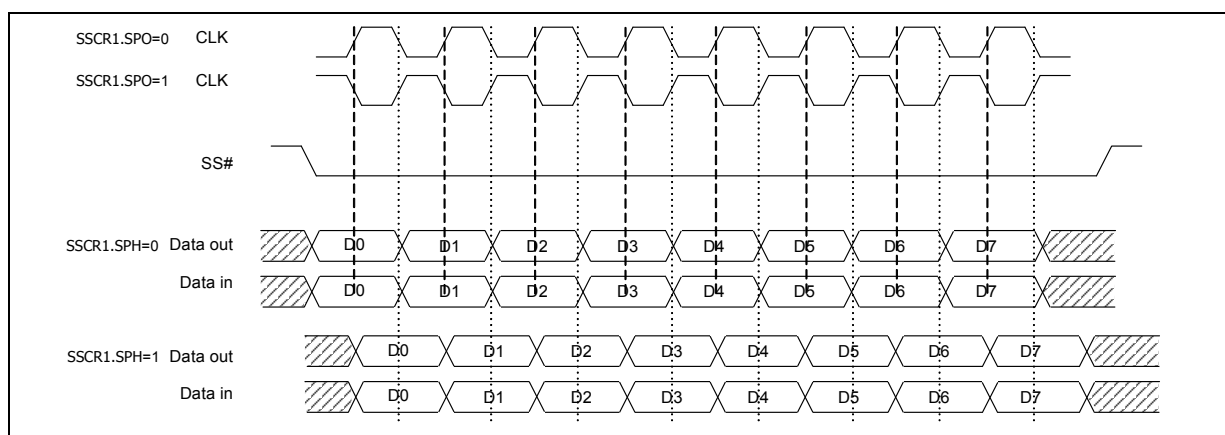 SSCR1.SPO=0 CLK
SSCR1.SPO=1 CLK
SS#
SSCR1.SPH=0 Data out D0 D1 D2 D3 D4 D5 D6 D7
Data in D0 D1 D2 D3 D4 D5 D6 D7
SSCR1.SPH=1 Data out D0 D1 D2 D3 D4 D5 D6 D7
Data in D0 D1 D2 D3 D4 D5 D6 D7